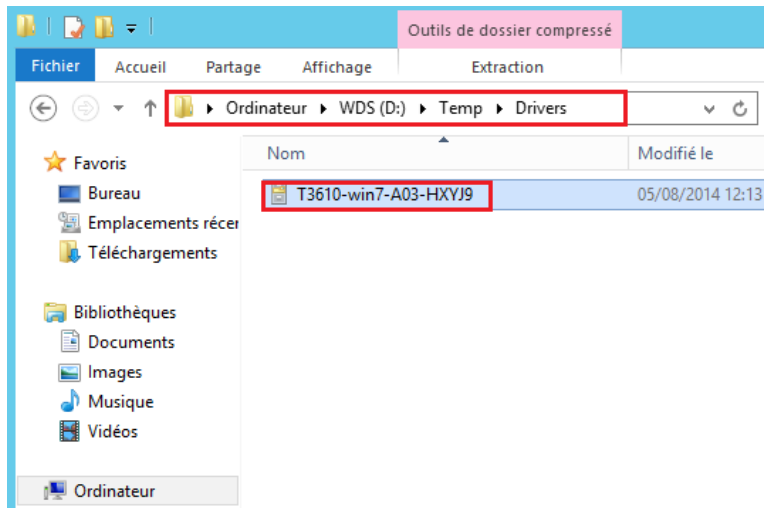 Outils de dossier compressé
Fichier Accueil Partage Affichage Extraction
Ordinateur WDS (D:) Temp Drivers
Nom Modifié le
T3610-win7-A03-HXYJ9 05/08/2014 12:13
Favoris
Bureau
Emplacements récer
Téléchargements
Bibliothèques
Documents
Images
Musique
Vidéos
Ordinateur